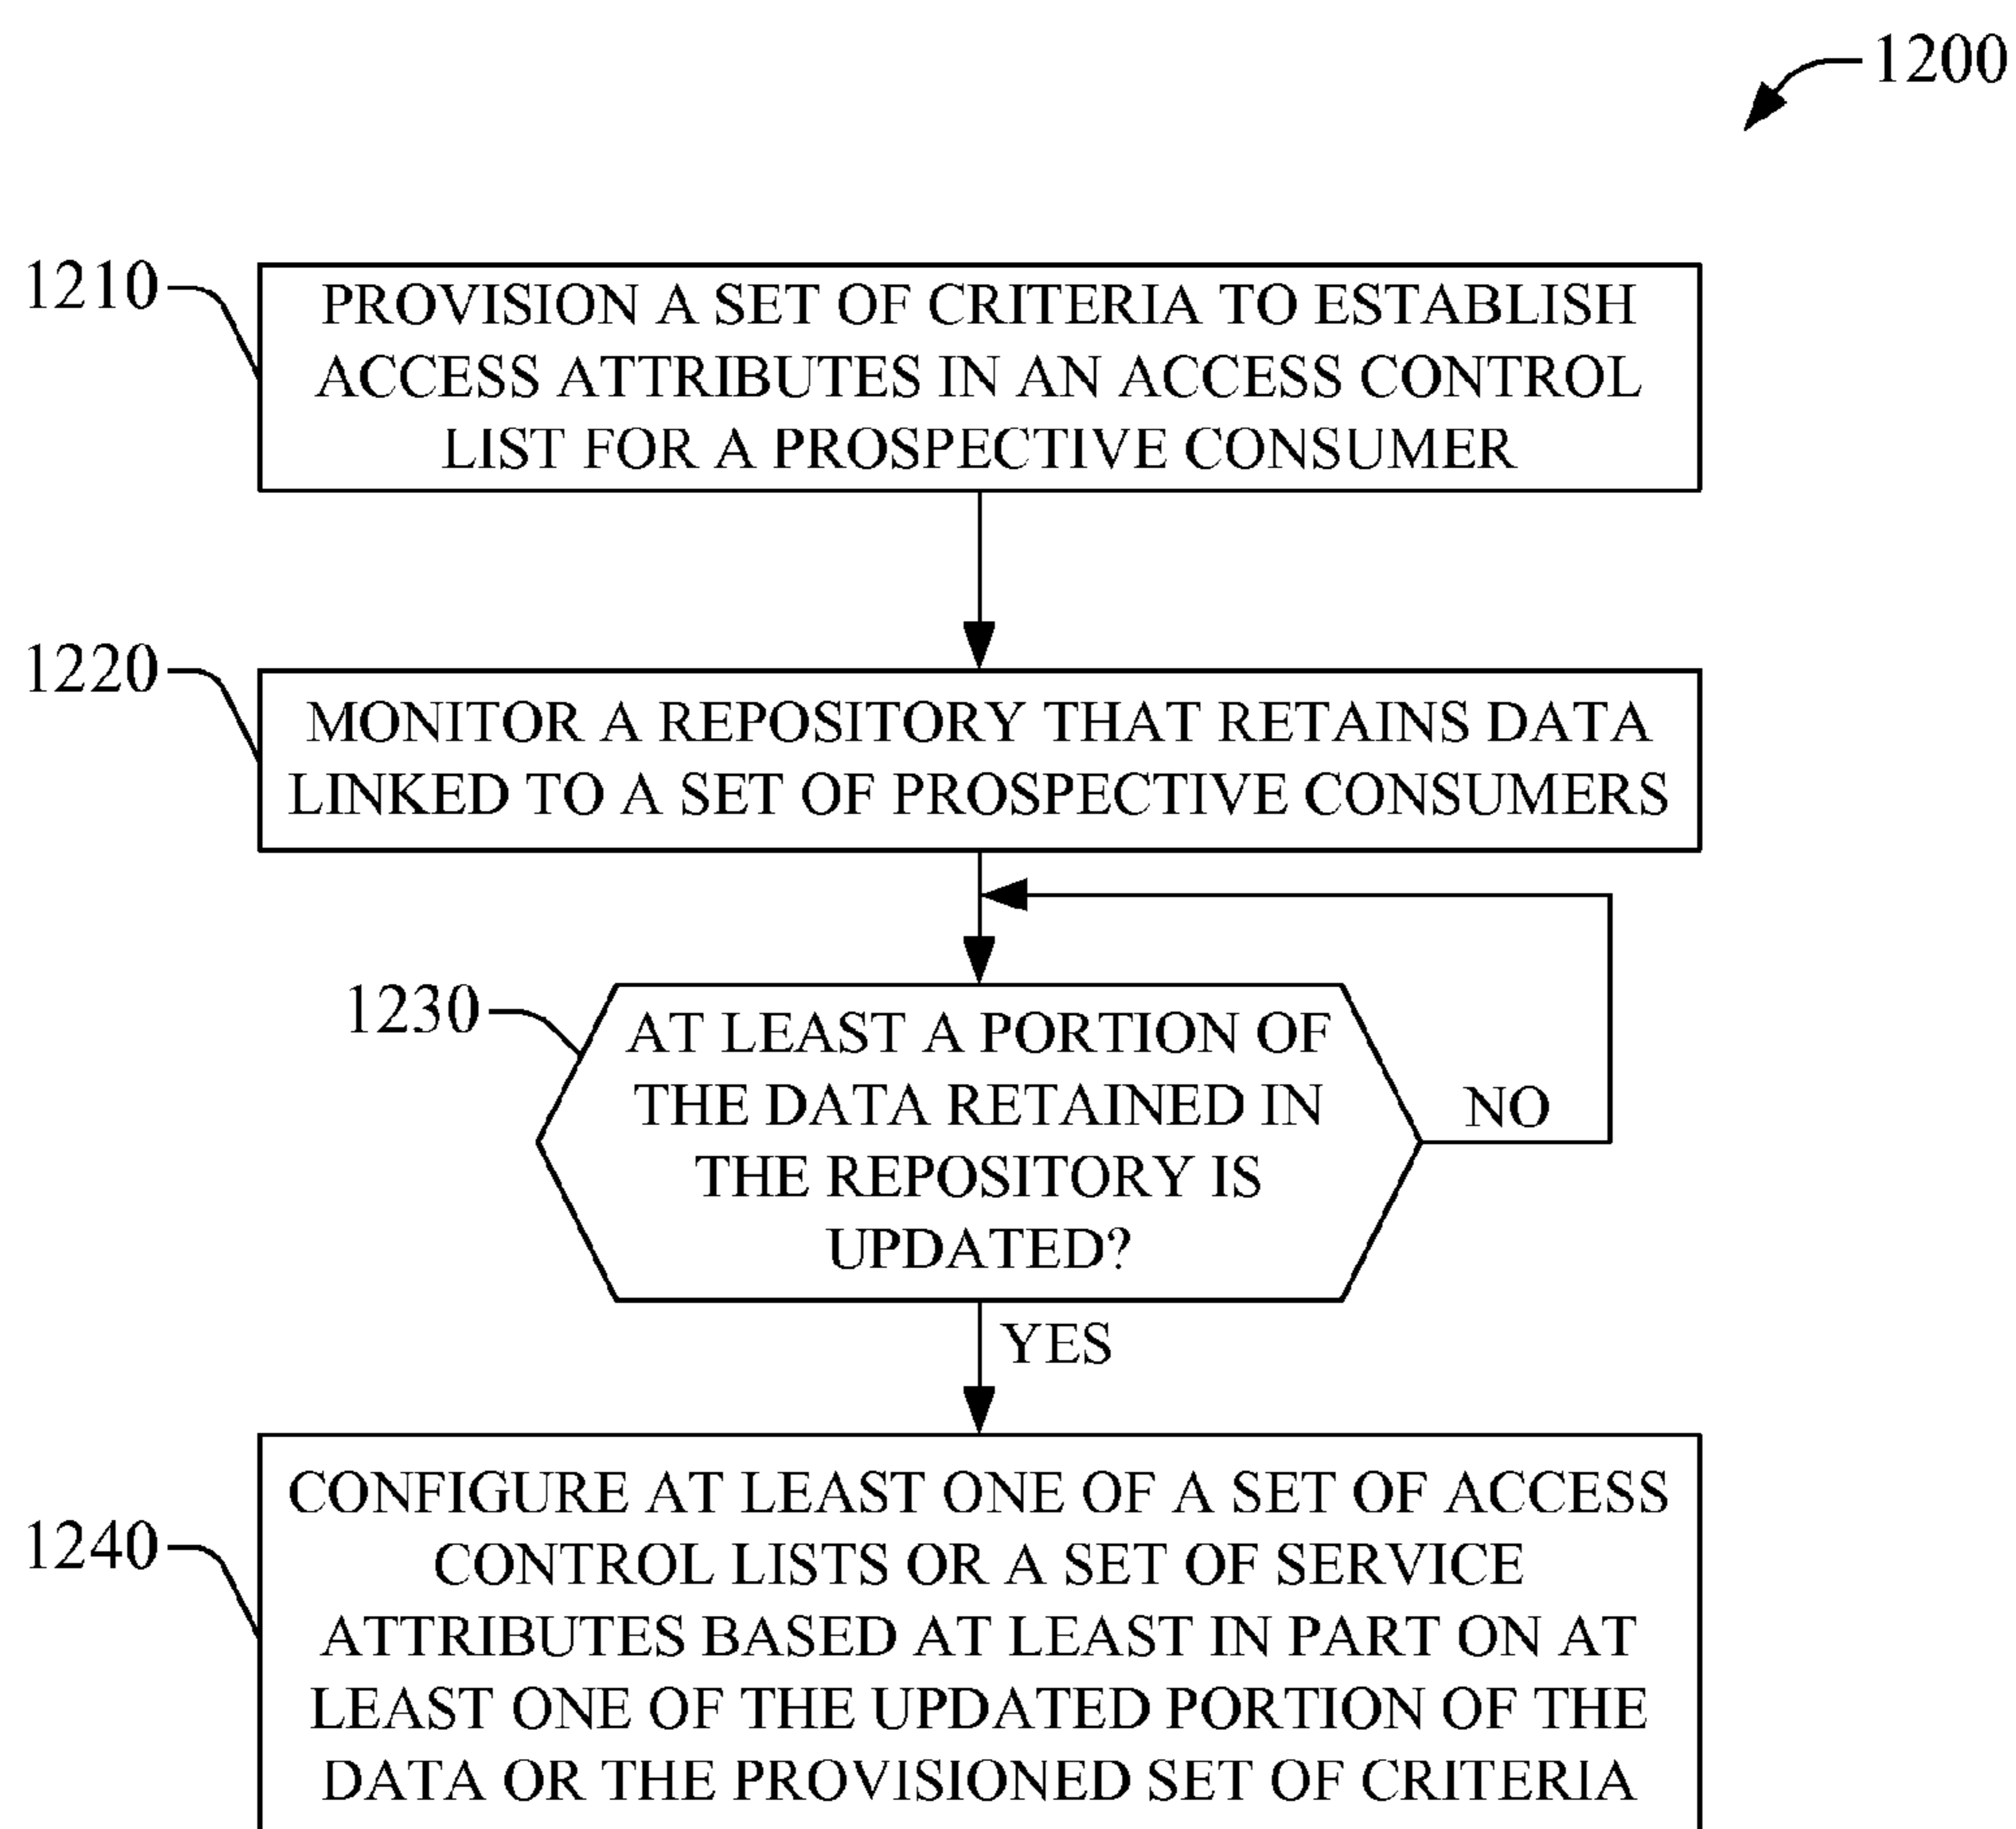 1200
1210
PROVISION A SET OF CRITERIA TO ESTABLISH
ACCESS ATTRIBUTES IN AN ACCESS CONTROL
LIST FOR A PROSPECTIVE CONSUMER
1220
MONITOR A REPOSITORY THAT RETAINS DATA
LINKED TO A SET OF PROSPECTIVE CONSUMERS
1230
AT LEAST A PORTION OF
THE DATA RETAINED IN
THE REPOSITORY IS
UPDATED?
NO
YES
1240
CONFIGURE AT LEAST ONE OF A SET OF ACCESS
CONTROL LISTS OR A SET OF SERVICE
ATTRIBUTES BASED AT LEAST IN PART ON AT
LEAST ONE OF THE UPDATED PORTION OF THE
DATA OR THE PROVISIONED SET OF CRITERIA